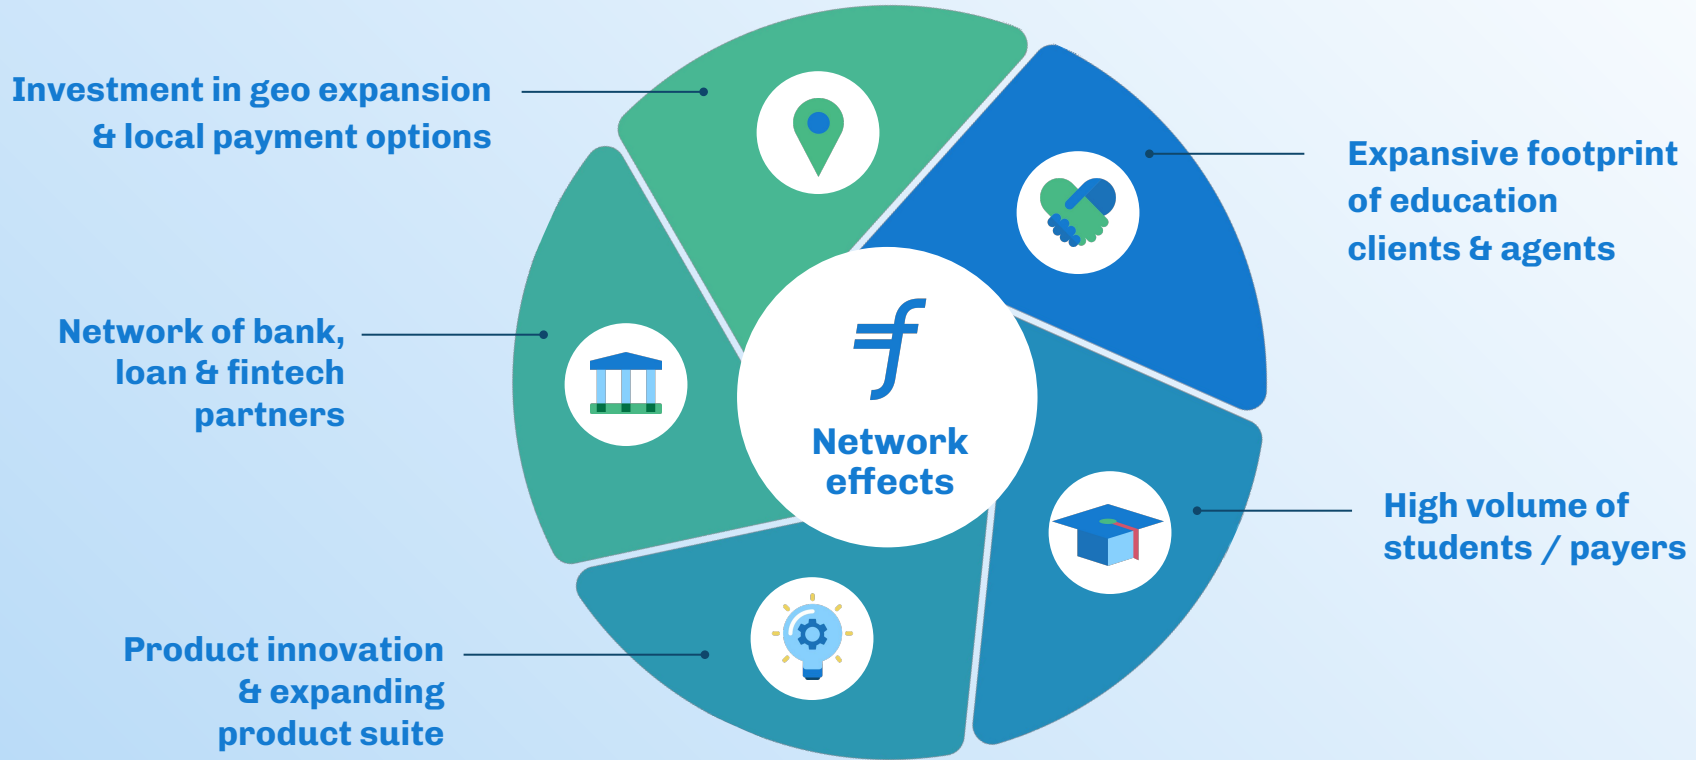 Investment in geo expansion
& local payment options
Expansive footprint
of education
clients & agents
Network of bank,
loan & fintech
partners
Network
effects
High volume of
students / payers
Product innovation
& expanding
product suite